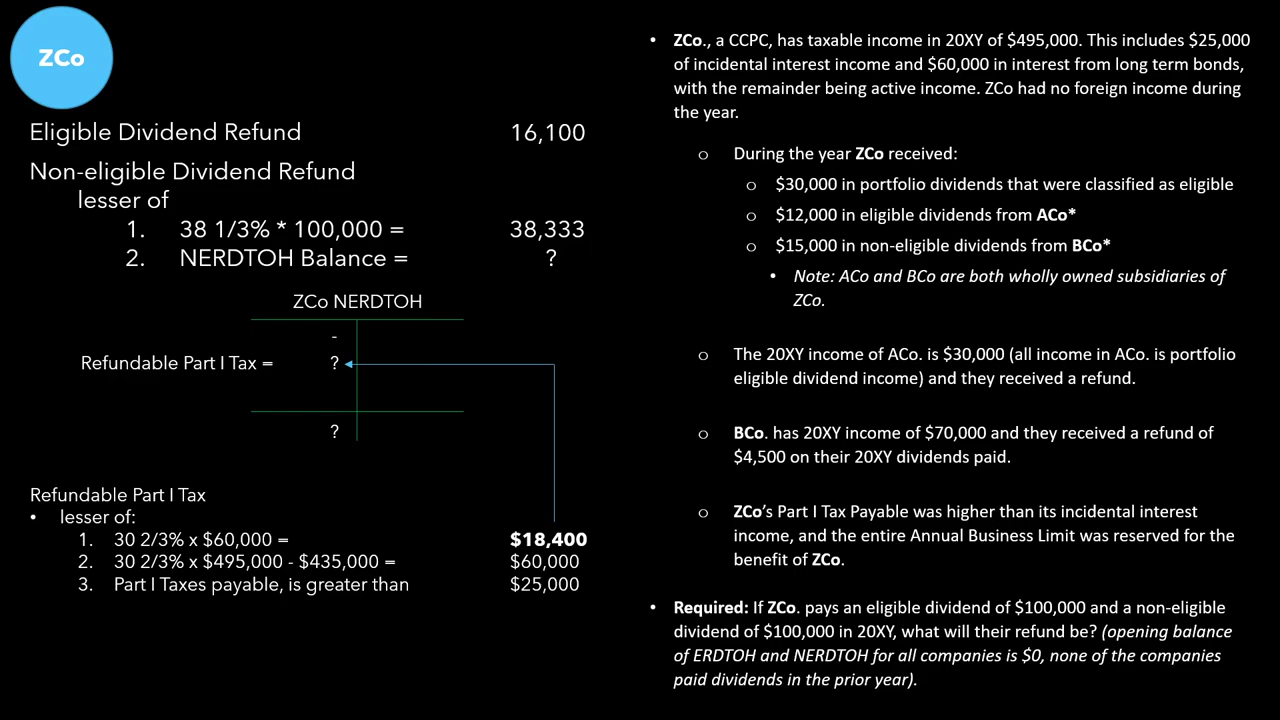 ZCo
Eligible Dividend Refund 16,100
Non-eligible Dividend Refund
lesser of
1. 38 1/3% * 100,000 = 38,333
2. NERDTOH Balance = ?
ZCo NERDTOH
-
Refundable Part I Tax = ?
?
Refundable Part I Tax
• lesser of:
1. 30 2/3% x $60,000 = $18,400
2. 30 2/3% x $495,000 - $435,000 = $60,000
3. Part I Taxes payable, is greater than $25,000
• ZCo., a CCPC, has taxable income in 20XY of $495,000. This includes $25,000
of incidental interest income and $60,000 in interest from long term bonds,
with the remainder being active income. ZCo had no foreign income during
the year.
o During the year ZCo received:
o $30,000 in portfolio dividends that were classified as eligible
o $12,000 in eligible dividends from ACo*
o $15,000 in non-eligible dividends from BCo*
• Note: ACo and BCo are both wholly owned subsidiaries of
ZCo.
o The 20XY income of ACo. is $30,000 (all income in ACo. is portfolio
eligible dividend income) and they received a refund.
o BCo. has 20XY income of $70,000 and they received a refund of
$4,500 on their 20XY dividends paid.
o ZCo's Part I Tax Payable was higher than its incidental interest
income, and the entire Annual Business Limit was reserved for the
benefit of ZCo.
• Required: If ZCo. pays an eligible dividend of $100,000 and a non-eligible
dividend of $100,000 in 20XY, what will their refund be? (opening balance
of ERDTOH and NERDTOH for all companies is $0, none of the companies
paid dividends in the prior year).